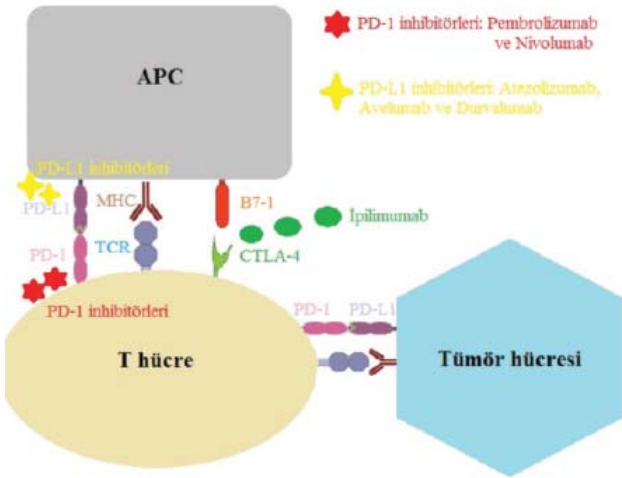 PD-1 inhibitörleri: Pembrolizumab
ve Nivolumab
APC
PD-L1 inhibitörleri: Aterolizumab,
Avelumab ve Durvalumab
PD-L1 inhibitörleri
PD-L1
MHC
B7-1
İpilimumab
PD-1
TCR
CTLA-4
PD-1 inhibitörleri
PD-1
PD-L1
T hücre
Tümör hücresi